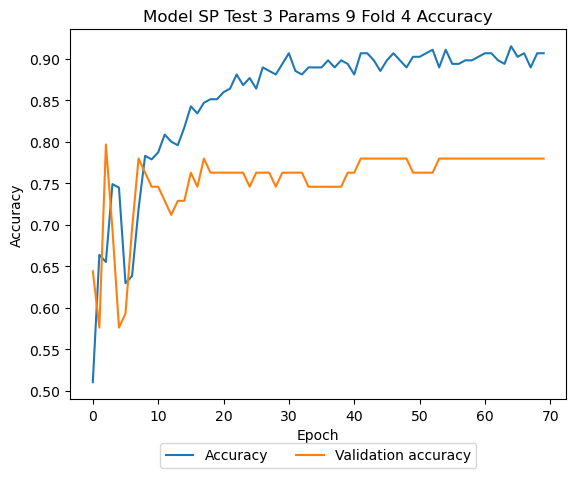 Model SP Test 3 Params 9 Fold 4 Accuracy
0.90
0.85
0.80
0.75
0.70
0.65
0.60
0.55
0.50
Accuracy
0 10 20 30 40 50 60 70
Epoch
Accuracy Validation accuracy